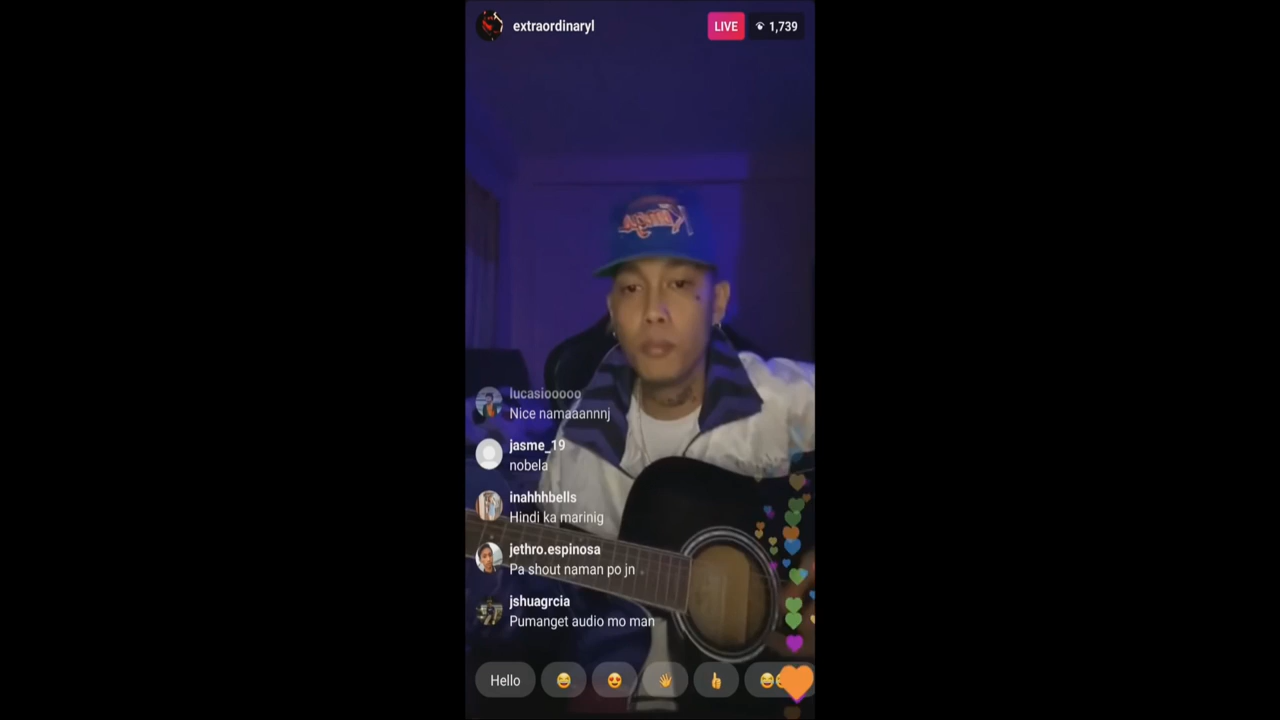 extraordinaryl
LIVE
1,739
lucasiooooo
Nice namaaannnj
jasme_19
nobela
inahhhbells
Hindi ka marinig
jethro.espinosa
Pa shout naman po jn
jshuagrcia
Pumanget audio mo man
Hello